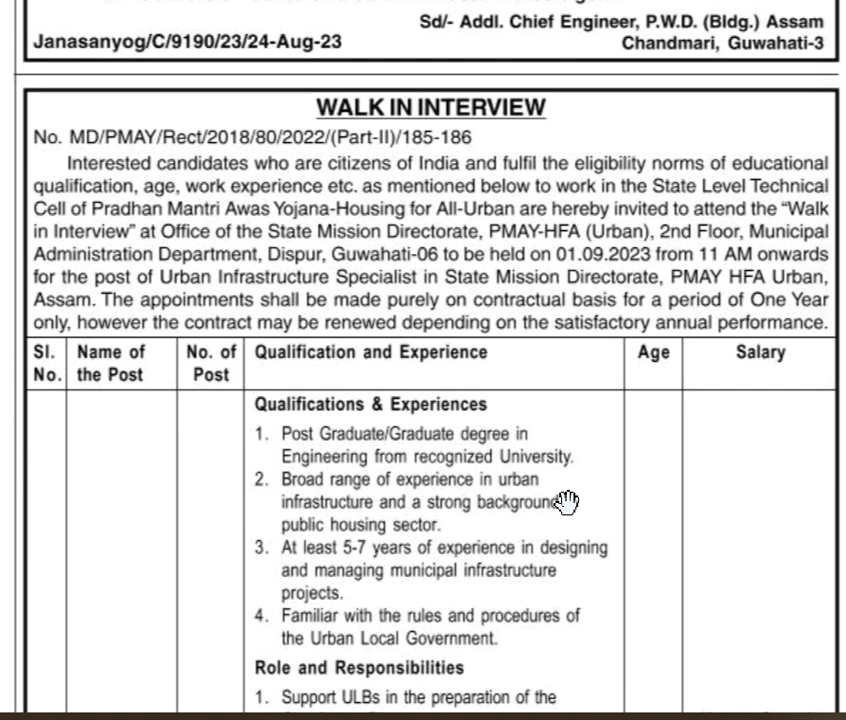 Sd/- Addl. Chief Engineer, P.W.D. (Bldg.) Assam
Janasanyog/C/9190/23/24-Aug-23
Chandmari, Guwahati-3
WALK IN INTERVIEW
No. MD/PMAY/Rect/2018/80/2022/(Part-II)/185-186
Interested candidates who are citizens of India and fulfil the eligibility norms of educational
qualification, age, work experience etc. as mentioned below to work in the State Level Technical
Cell of Pradhan Mantri Awas Yojana-Housing for All-Urban are hereby invited to attend the “Walk
in Interview” at Office of the State Mission Directorate, PMAY-HFA (Urban), 2nd Floor, Municipal
Administration Department, Dispur, Guwahati-06 to be held on 01.09.2023 from 11 AM onwards
for the post of Urban Infrastructure Specialist in State Mission Directorate, PMAY HFA Urban,
Assam. The appointments shall be made purely on contractual basis for a period of One Year
only, however the contract may be renewed depending on the satisfactory annual performance.
Sl. No.
Name of the Post
No. of Post
Qualification and Experience
Age
Salary
Qualifications & Experiences
1. Post Graduate/Graduate degree in
Engineering from recognized University.
2. Broad range of experience in urban
infrastructure and a strong background
public housing sector.
3. At least 5-7 years of experience in designing
and managing municipal infrastructure
projects.
4. Familiar with the rules and procedures of
the Urban Local Government.
Role and Responsibilities
1. Support ULBs in the preparation of the